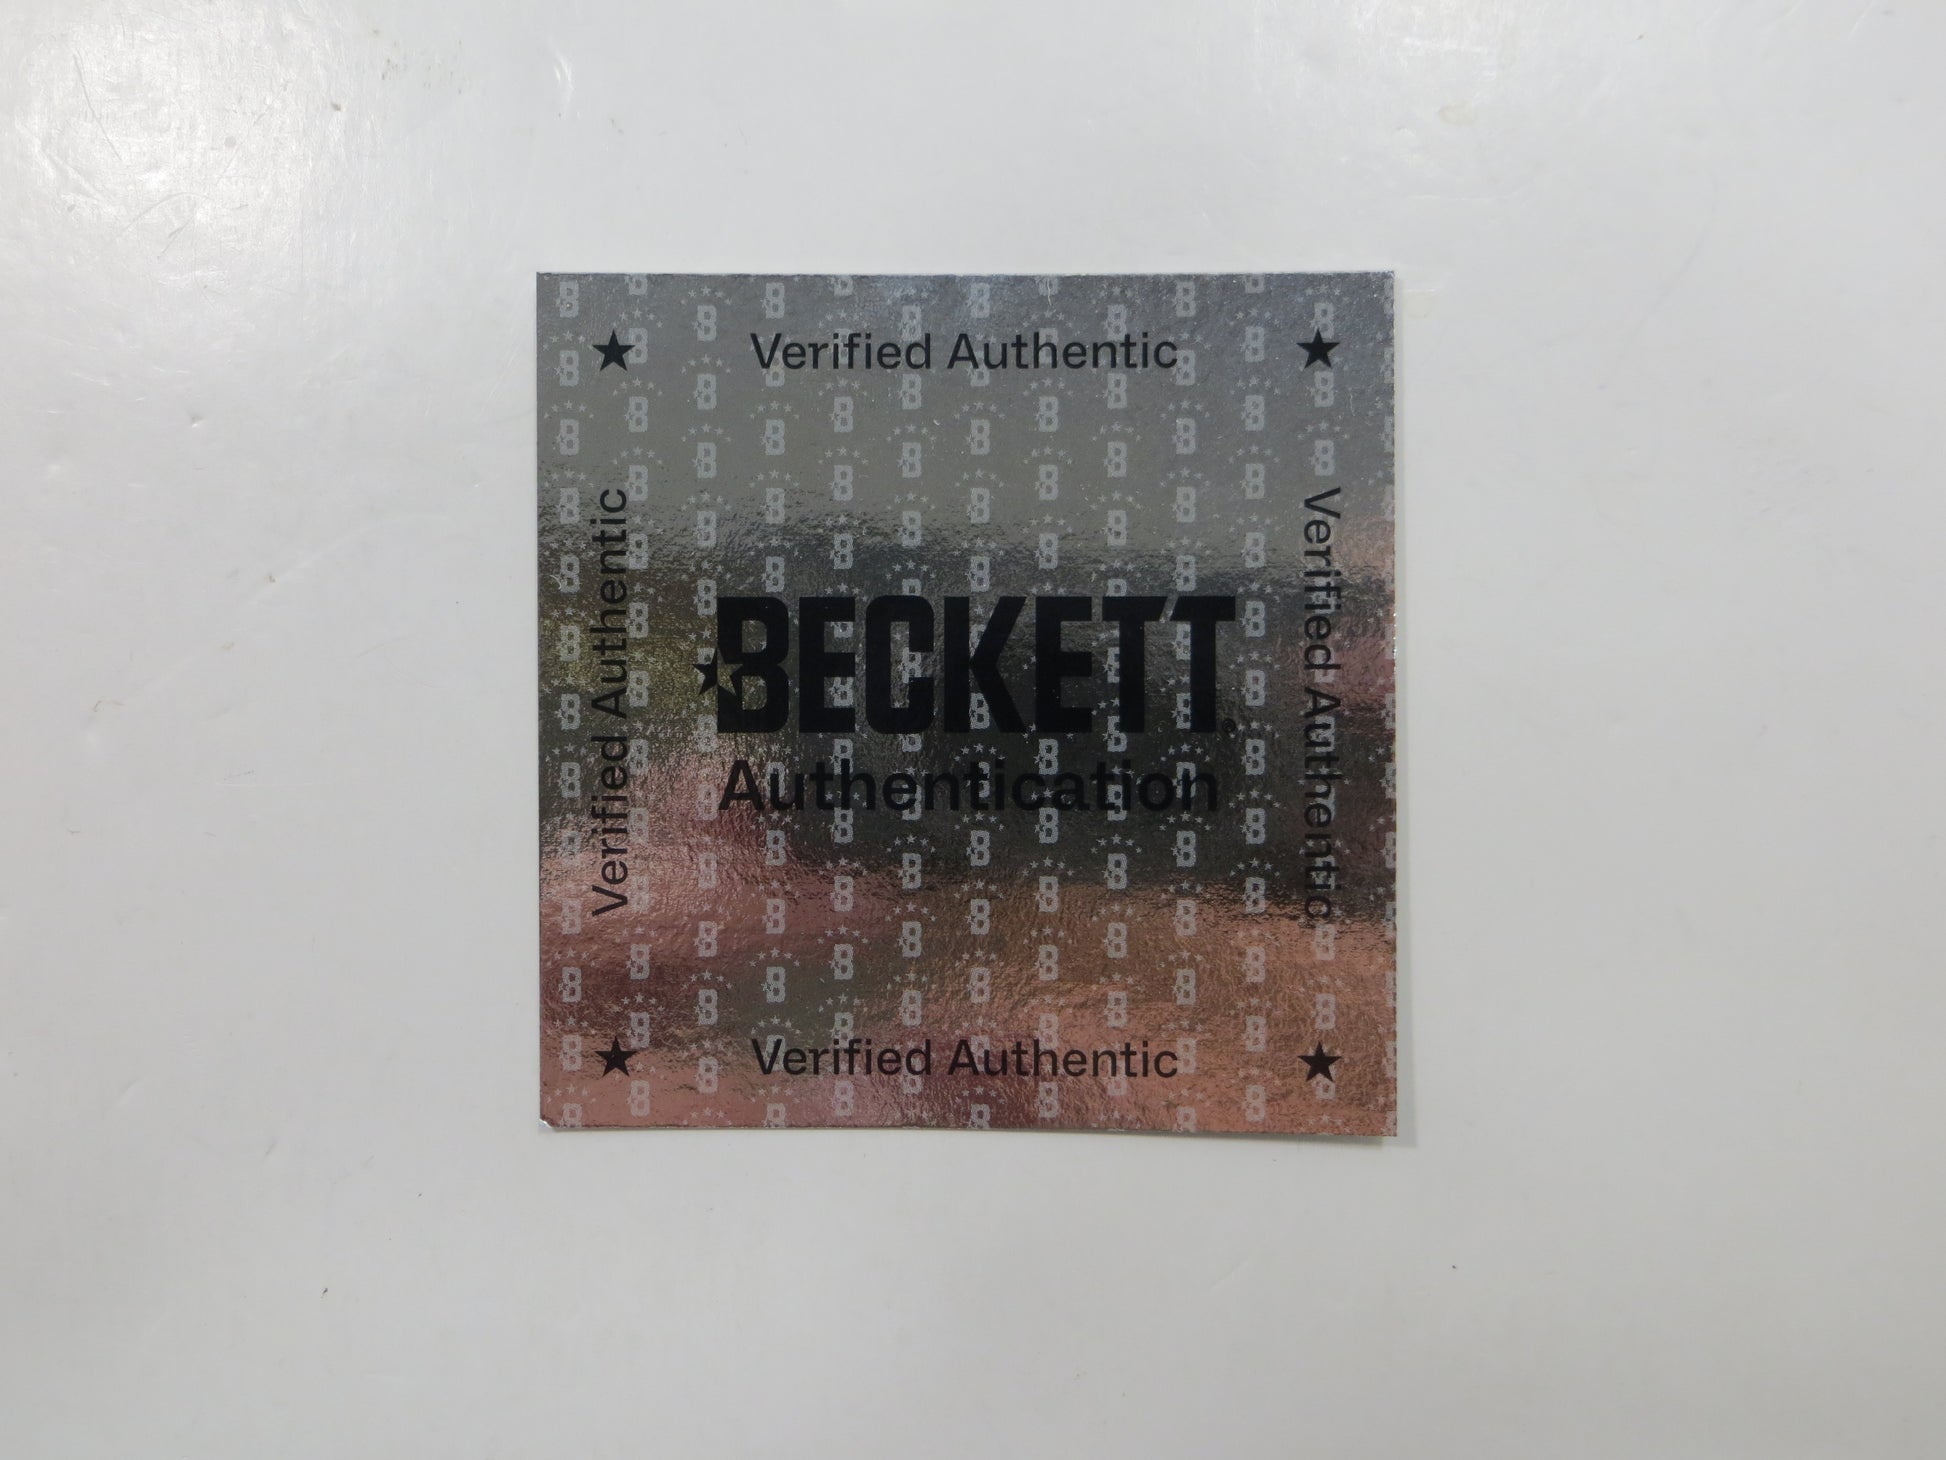 ★ Verified Authentic ★
Verified Authentic
Verified Authentic
BECKETT®
Authentication
★ Verified Authentic ★